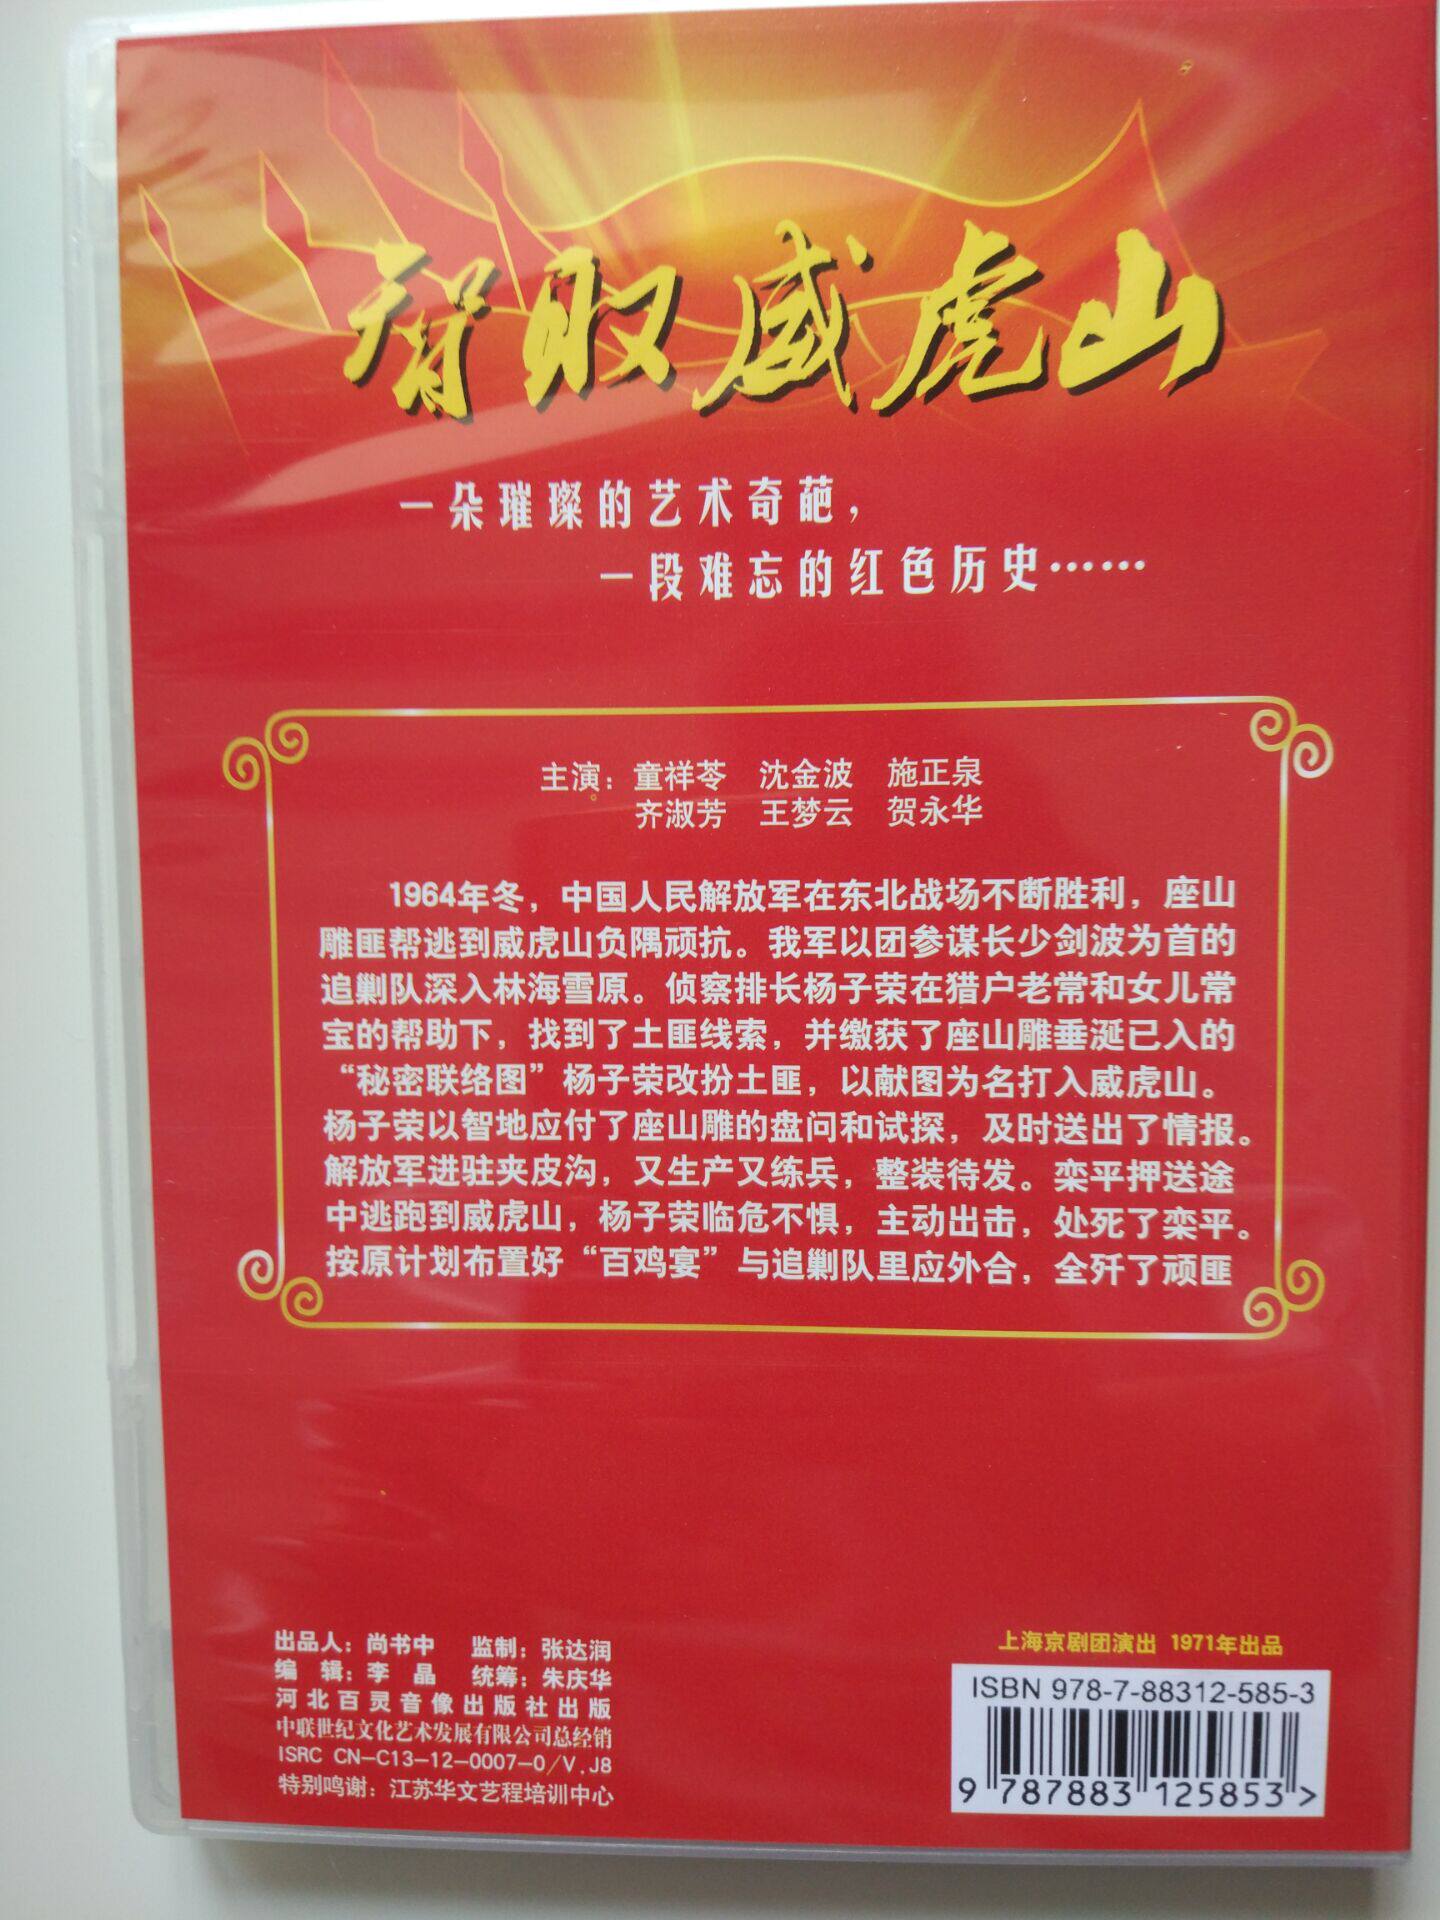 智取威虎山
一朵璀璨的艺术奇葩，
一段难忘的红色历史……
主演：童祥苓 沈金波 施正泉
齐淑芳 王梦云 贺永华
1964年冬，中国人民解放军在东北战场不断胜利，座山
雕匪帮逃到威虎山负隅顽抗。我军以团参谋长少剑波为首的
追剿队深入林海雪原。侦察排长杨子荣在猎户老常和女儿常
宝的帮助下，找到了土匪线索，并缴获了座山雕垂涎已入的
“秘密联络图”杨子荣改扮土匪，以献图为名打入威虎山。
杨子荣以智地应付了座山雕的盘问和试探，及时送出了情报。
解放军进驻夹皮沟，又生产又练兵，整装待发。栾平押送途
中逃跑到威虎山，杨子荣临危不惧，主动出击，处死了栾平。
按原计划布置好“百鸡宴”与追剿队里应外合，全歼了顽匪
出品人：尚书中 监制：张达润
编 辑：李 晶 统筹：朱庆华
河北百灵音像出版社出版
中联世纪文化艺术发展有限公司总经销
ISRC CN-C13-12-0007-0/V.J8
特别鸣谢：江苏华文艺程培训中心
上海京剧团演出 1971年出品
ISBN 978-7-88312-585-3
9 787883 125853 >